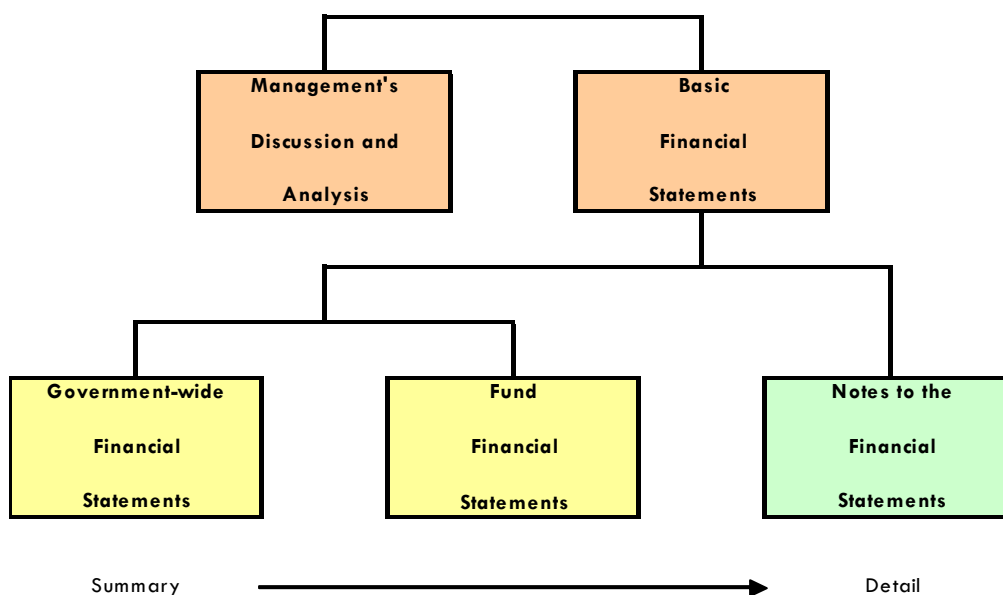 Management's
Discussion and
Analysis
Basic
Financial
Statements
Government-wide
Financial
Statements
Fund
Financial
Statements
Notes to the
Financial
Statements
Summary
Detail